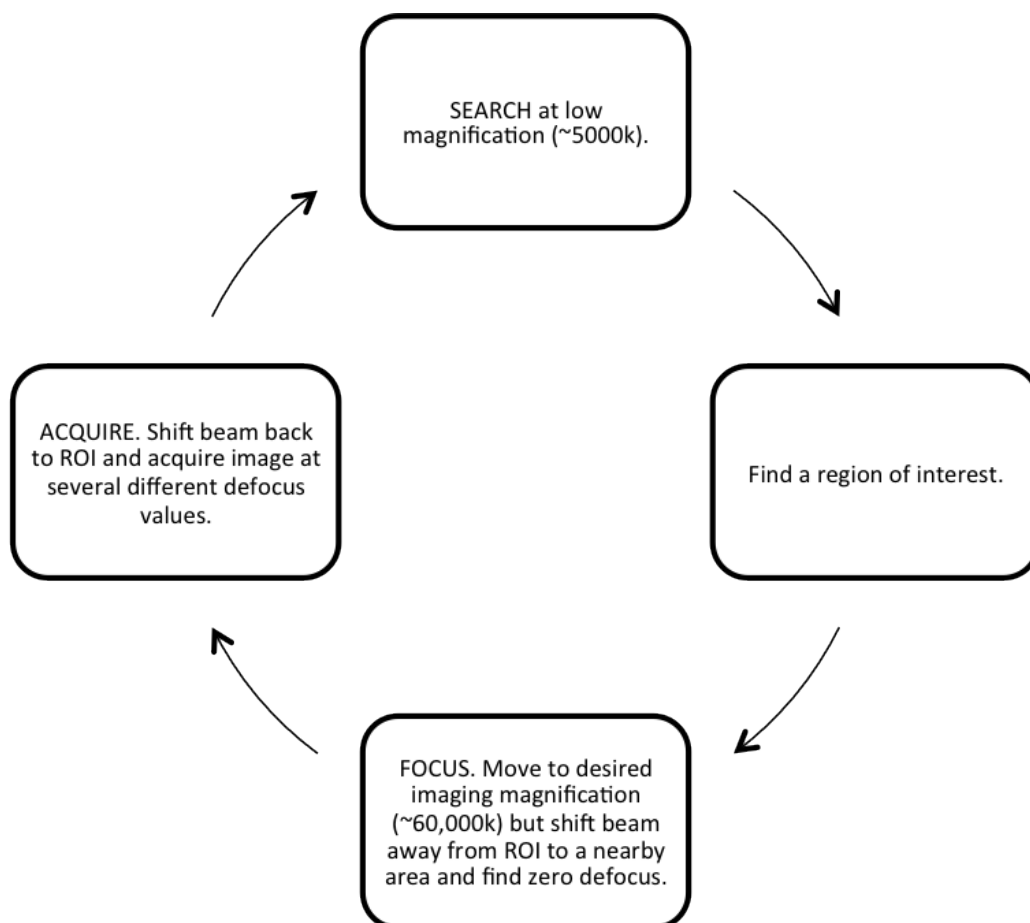 SEARCH at low
magnification (~5000k).
Find a region of interest.
FOCUS. Move to desired
imaging magnification
(~60,000k) but shift beam
away from ROI to a nearby
area and find zero defocus.
ACQUIRE. Shift beam back
to ROI and acquire image at
several different defocus
values.